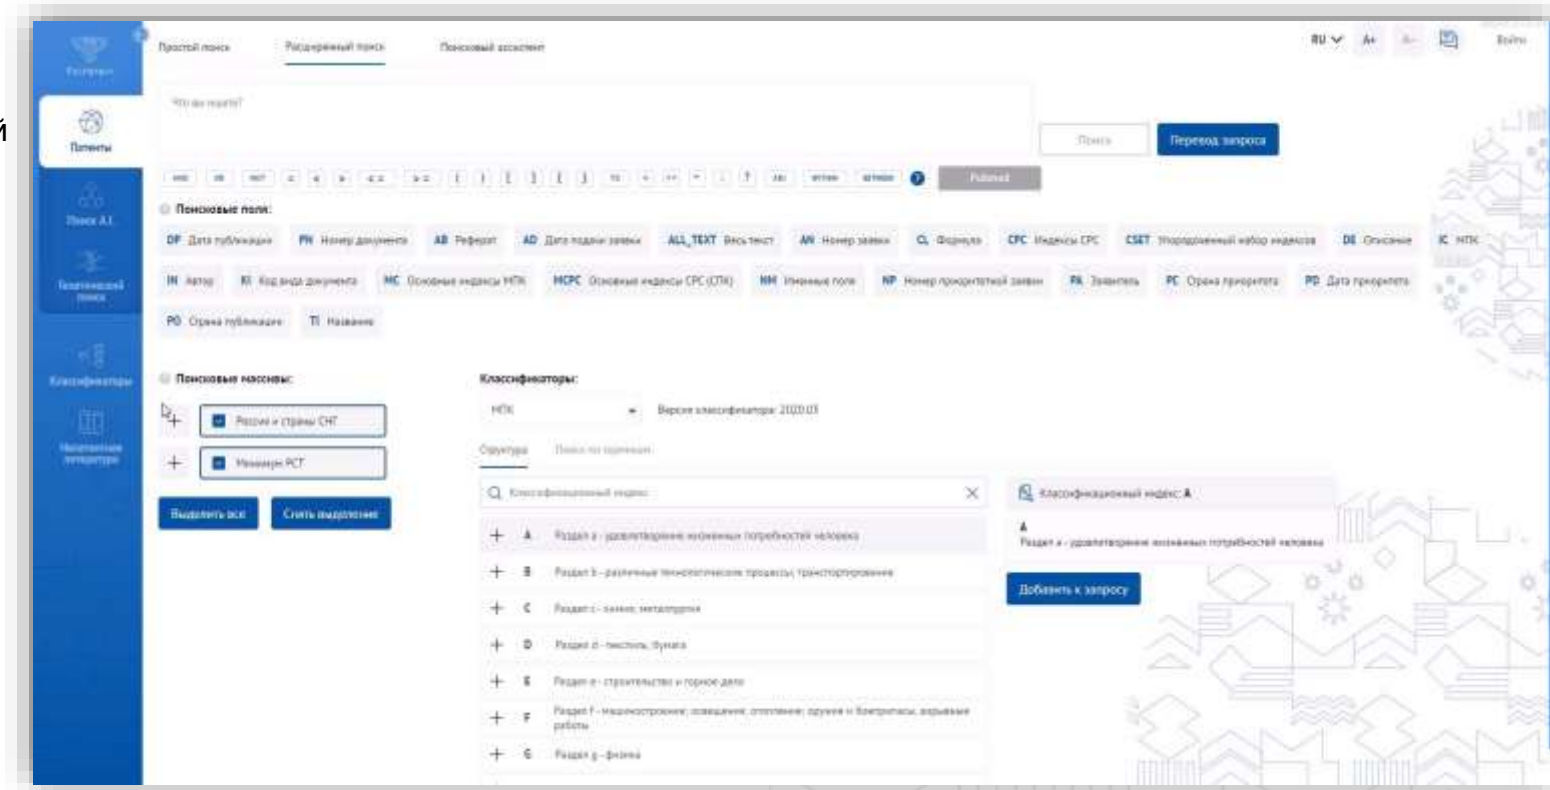 Простой поиск Расширенный поиск Поисковый ассистент RU A+ A- Войти
Роспатент
Что вы ищете?
й
Патенты
Поиск Перевод запроса
AND OR NOT
Поиск A.I.
Поисковые поля:
DP Дата публикации PN Номер документа AB Реферат AD Дата подачи заявки ALL_TEXT Весь текст AN Номер заявки CL Формула CPC Индексы CPC CSET Упорядоченный набор индексов DE Описание IC МПК
IN Автор KI Код вида документа MC Основные индексы МПК MCPC Основные индексы CPC (СПК) NM Именные поля NP Номер приоритетной заявки PA Заявитель PC Страна приоритета PD Дата приоритета
поиск
PO Страна публикации TI Название
Классификаторы
Поисковые массивы: Классификаторы:
МПК Версия классификатора: 2020.03
Россия и страны СНГ
Непатентная
литература
Структура
Минимум PCT
Классификационный индекс Классификационный индекс: A
Выделить все Снять выделение
A Раздел a - удовлетворение жизненных потребностей человека
A
Раздел a - удовлетворение жизненных потребностей человека
B Раздел b - различные технологические процессы; транспортирование
Добавить к запросу
C Раздел c - химия; металлургия
D Раздел d - текстиль; бумага
E Раздел e - строительство и горное дело
F Раздел f - машиностроение; освещение; отопление; оружие и боеприпасы; взрывные
работы
G Раздел g - физика